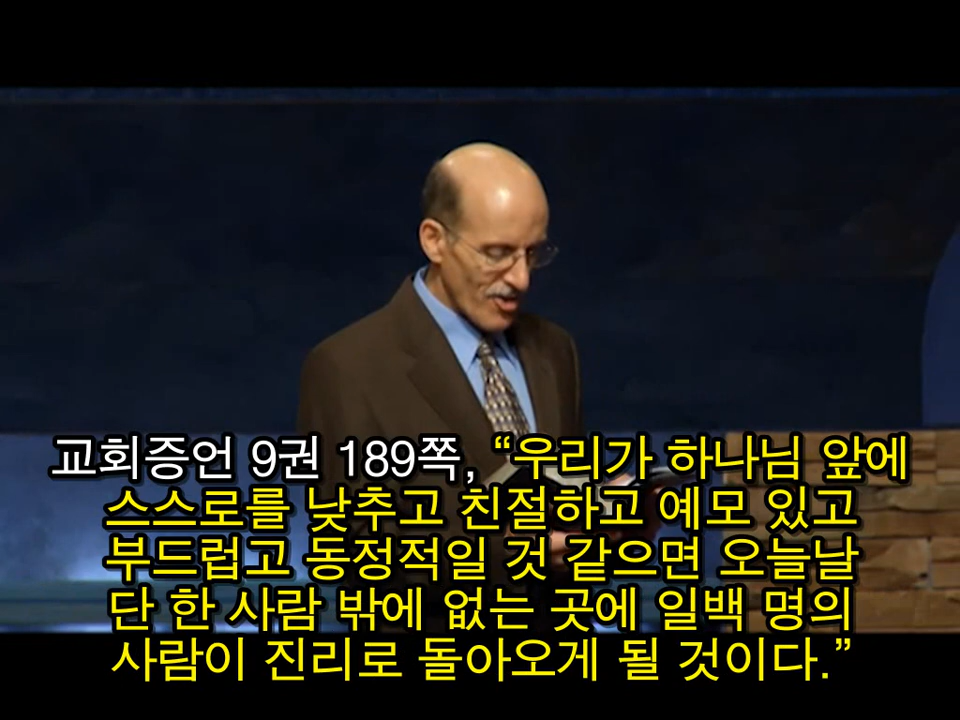 교회증언 9권 189쪽, “우리가 하나님 앞에
스스로를 낮추고 친절하고 예모 있고
부드럽고 동정적일 것 같으면 오늘날
단 한 사람 밖에 없는 곳에 일백 명의
사람이 진리로 돌아오게 될 것이다.”